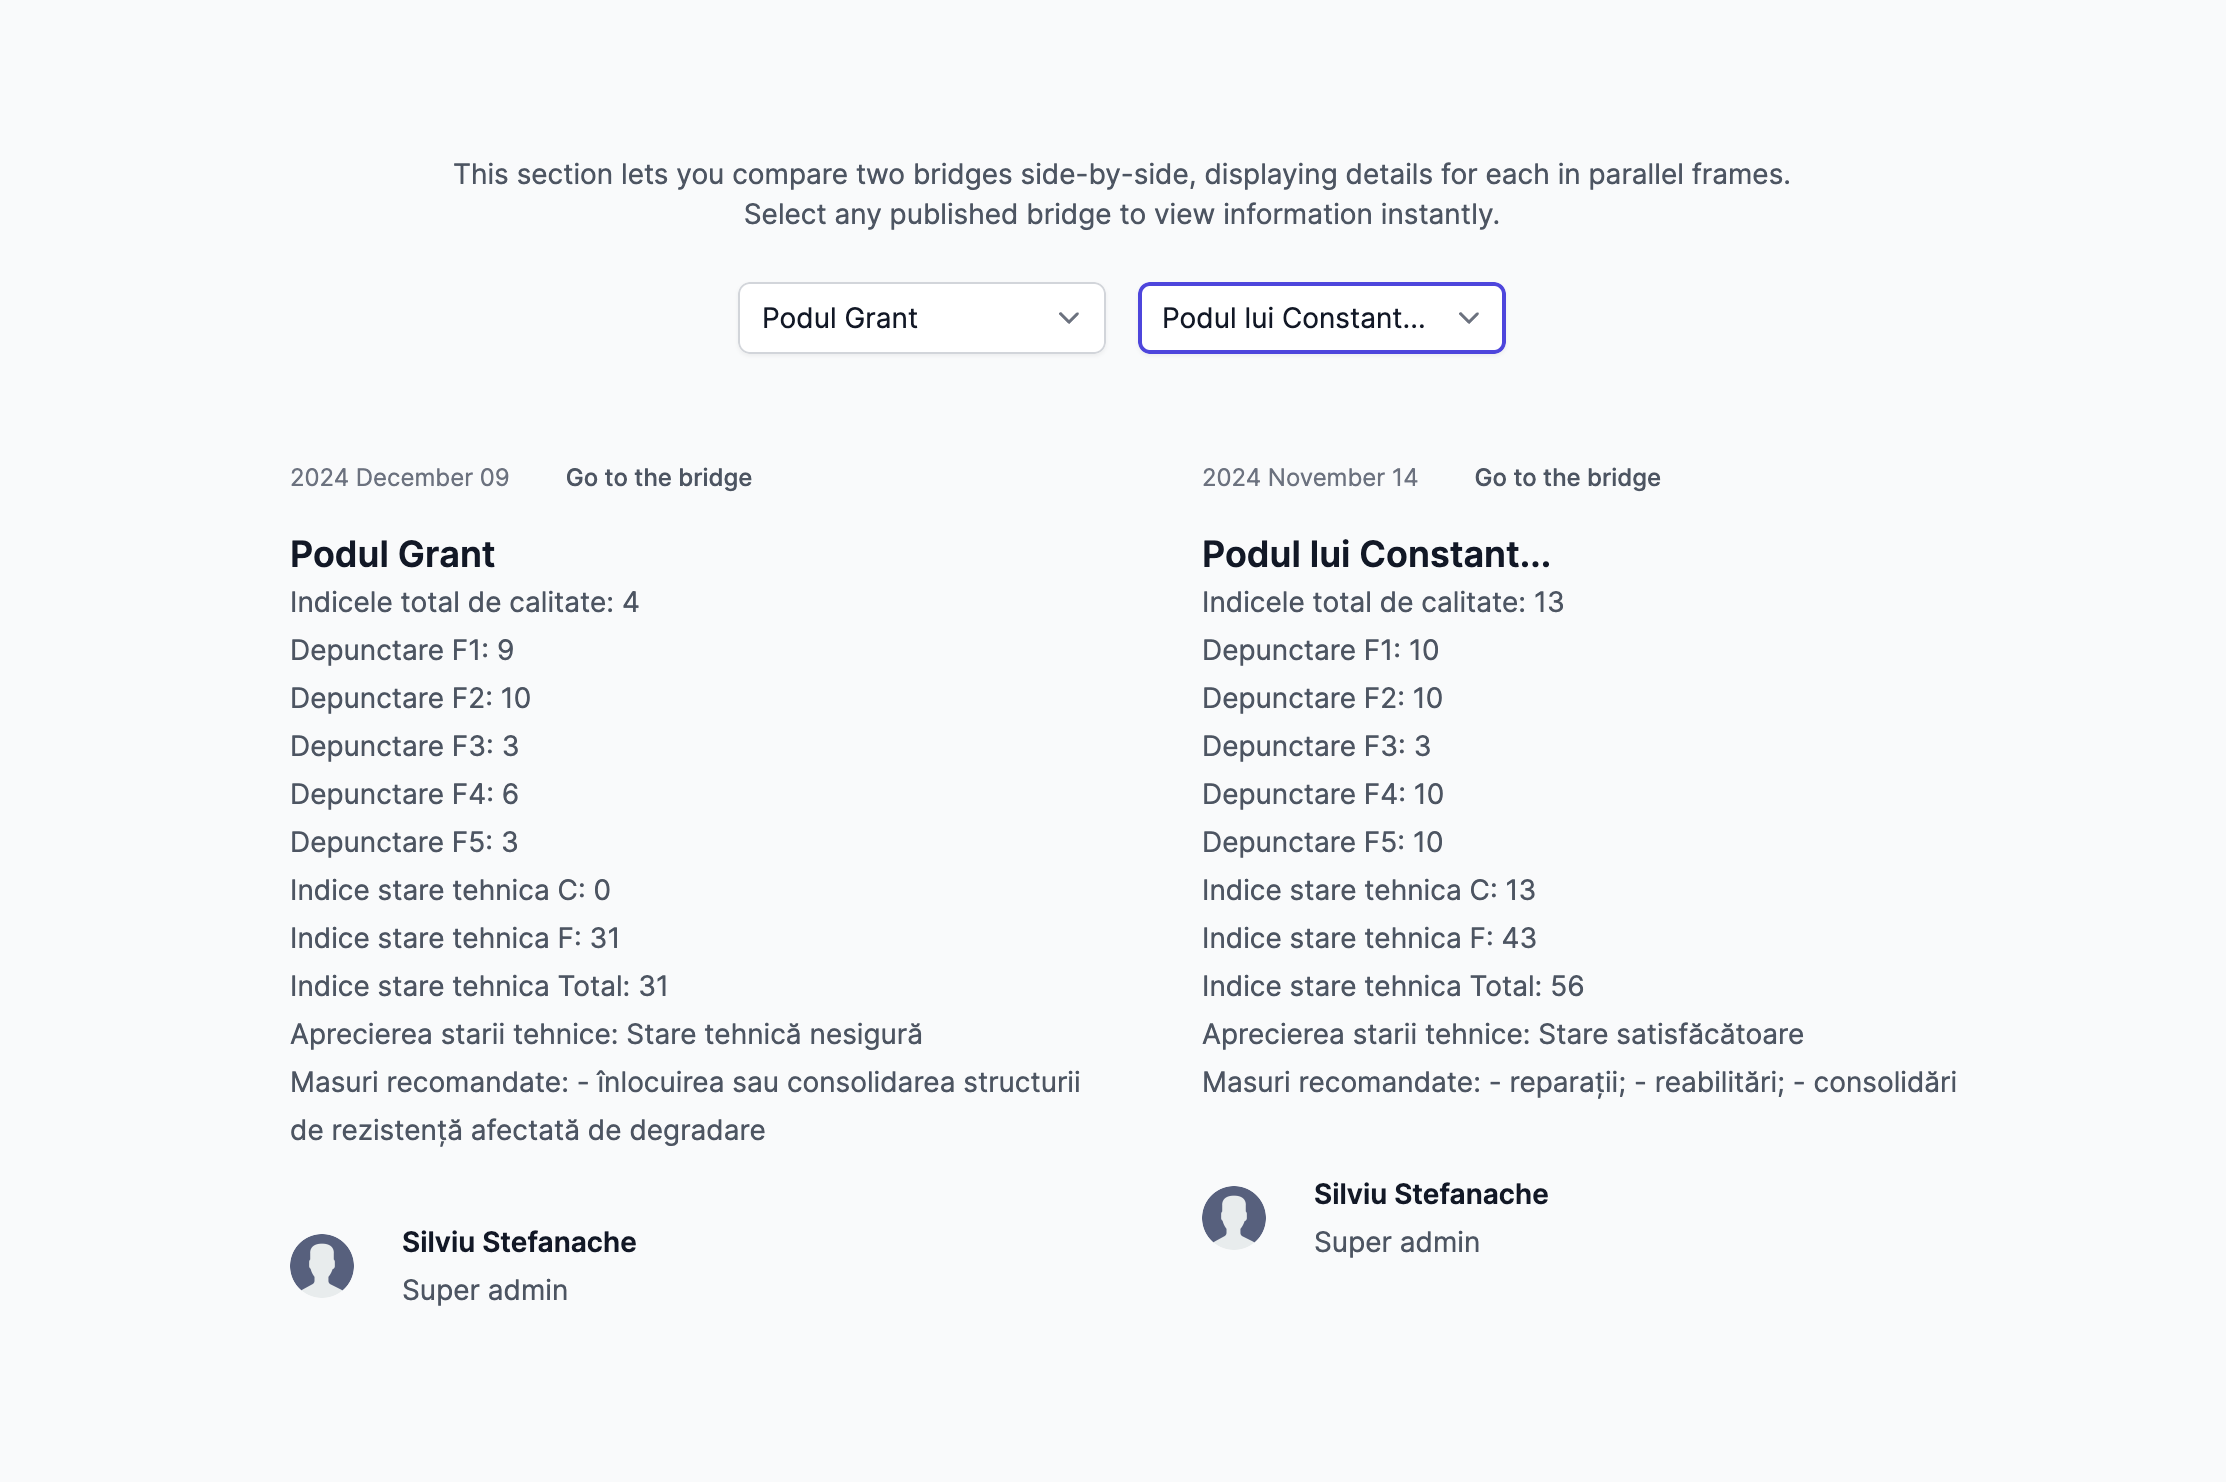 This section lets you compare two bridges side-by-side, displaying details for each in parallel frames.
Select any published bridge to view information instantly.
Podul Grant
Podul lui Constant...
2024 December 09
Go to the bridge
Podul Grant
Indicele total de calitate: 4
Depunctare F1: 9
Depunctare F2: 10
Depunctare F3: 3
Depunctare F4: 6
Depunctare F5: 3
Indice stare tehnica C: 0
Indice stare tehnica F: 31
Indice stare tehnica Total: 31
Aprecierea starii tehnice: Stare tehnică nesigură
Masuri recomandate: - înlocuirea sau consolidarea structurii
de rezistență afectată de degradare
Silviu Stefanache
Super admin
2024 November 14
Go to the bridge
Podul lui Constant...
Indicele total de calitate: 13
Depunctare F1: 10
Depunctare F2: 10
Depunctare F3: 3
Depunctare F4: 10
Depunctare F5: 10
Indice stare tehnica C: 13
Indice stare tehnica F: 43
Indice stare tehnica Total: 56
Aprecierea starii tehnice: Stare satisfăcătoare
Masuri recomandate: - reparații; - reabilitări; - consolidări
Silviu Stefanache
Super admin